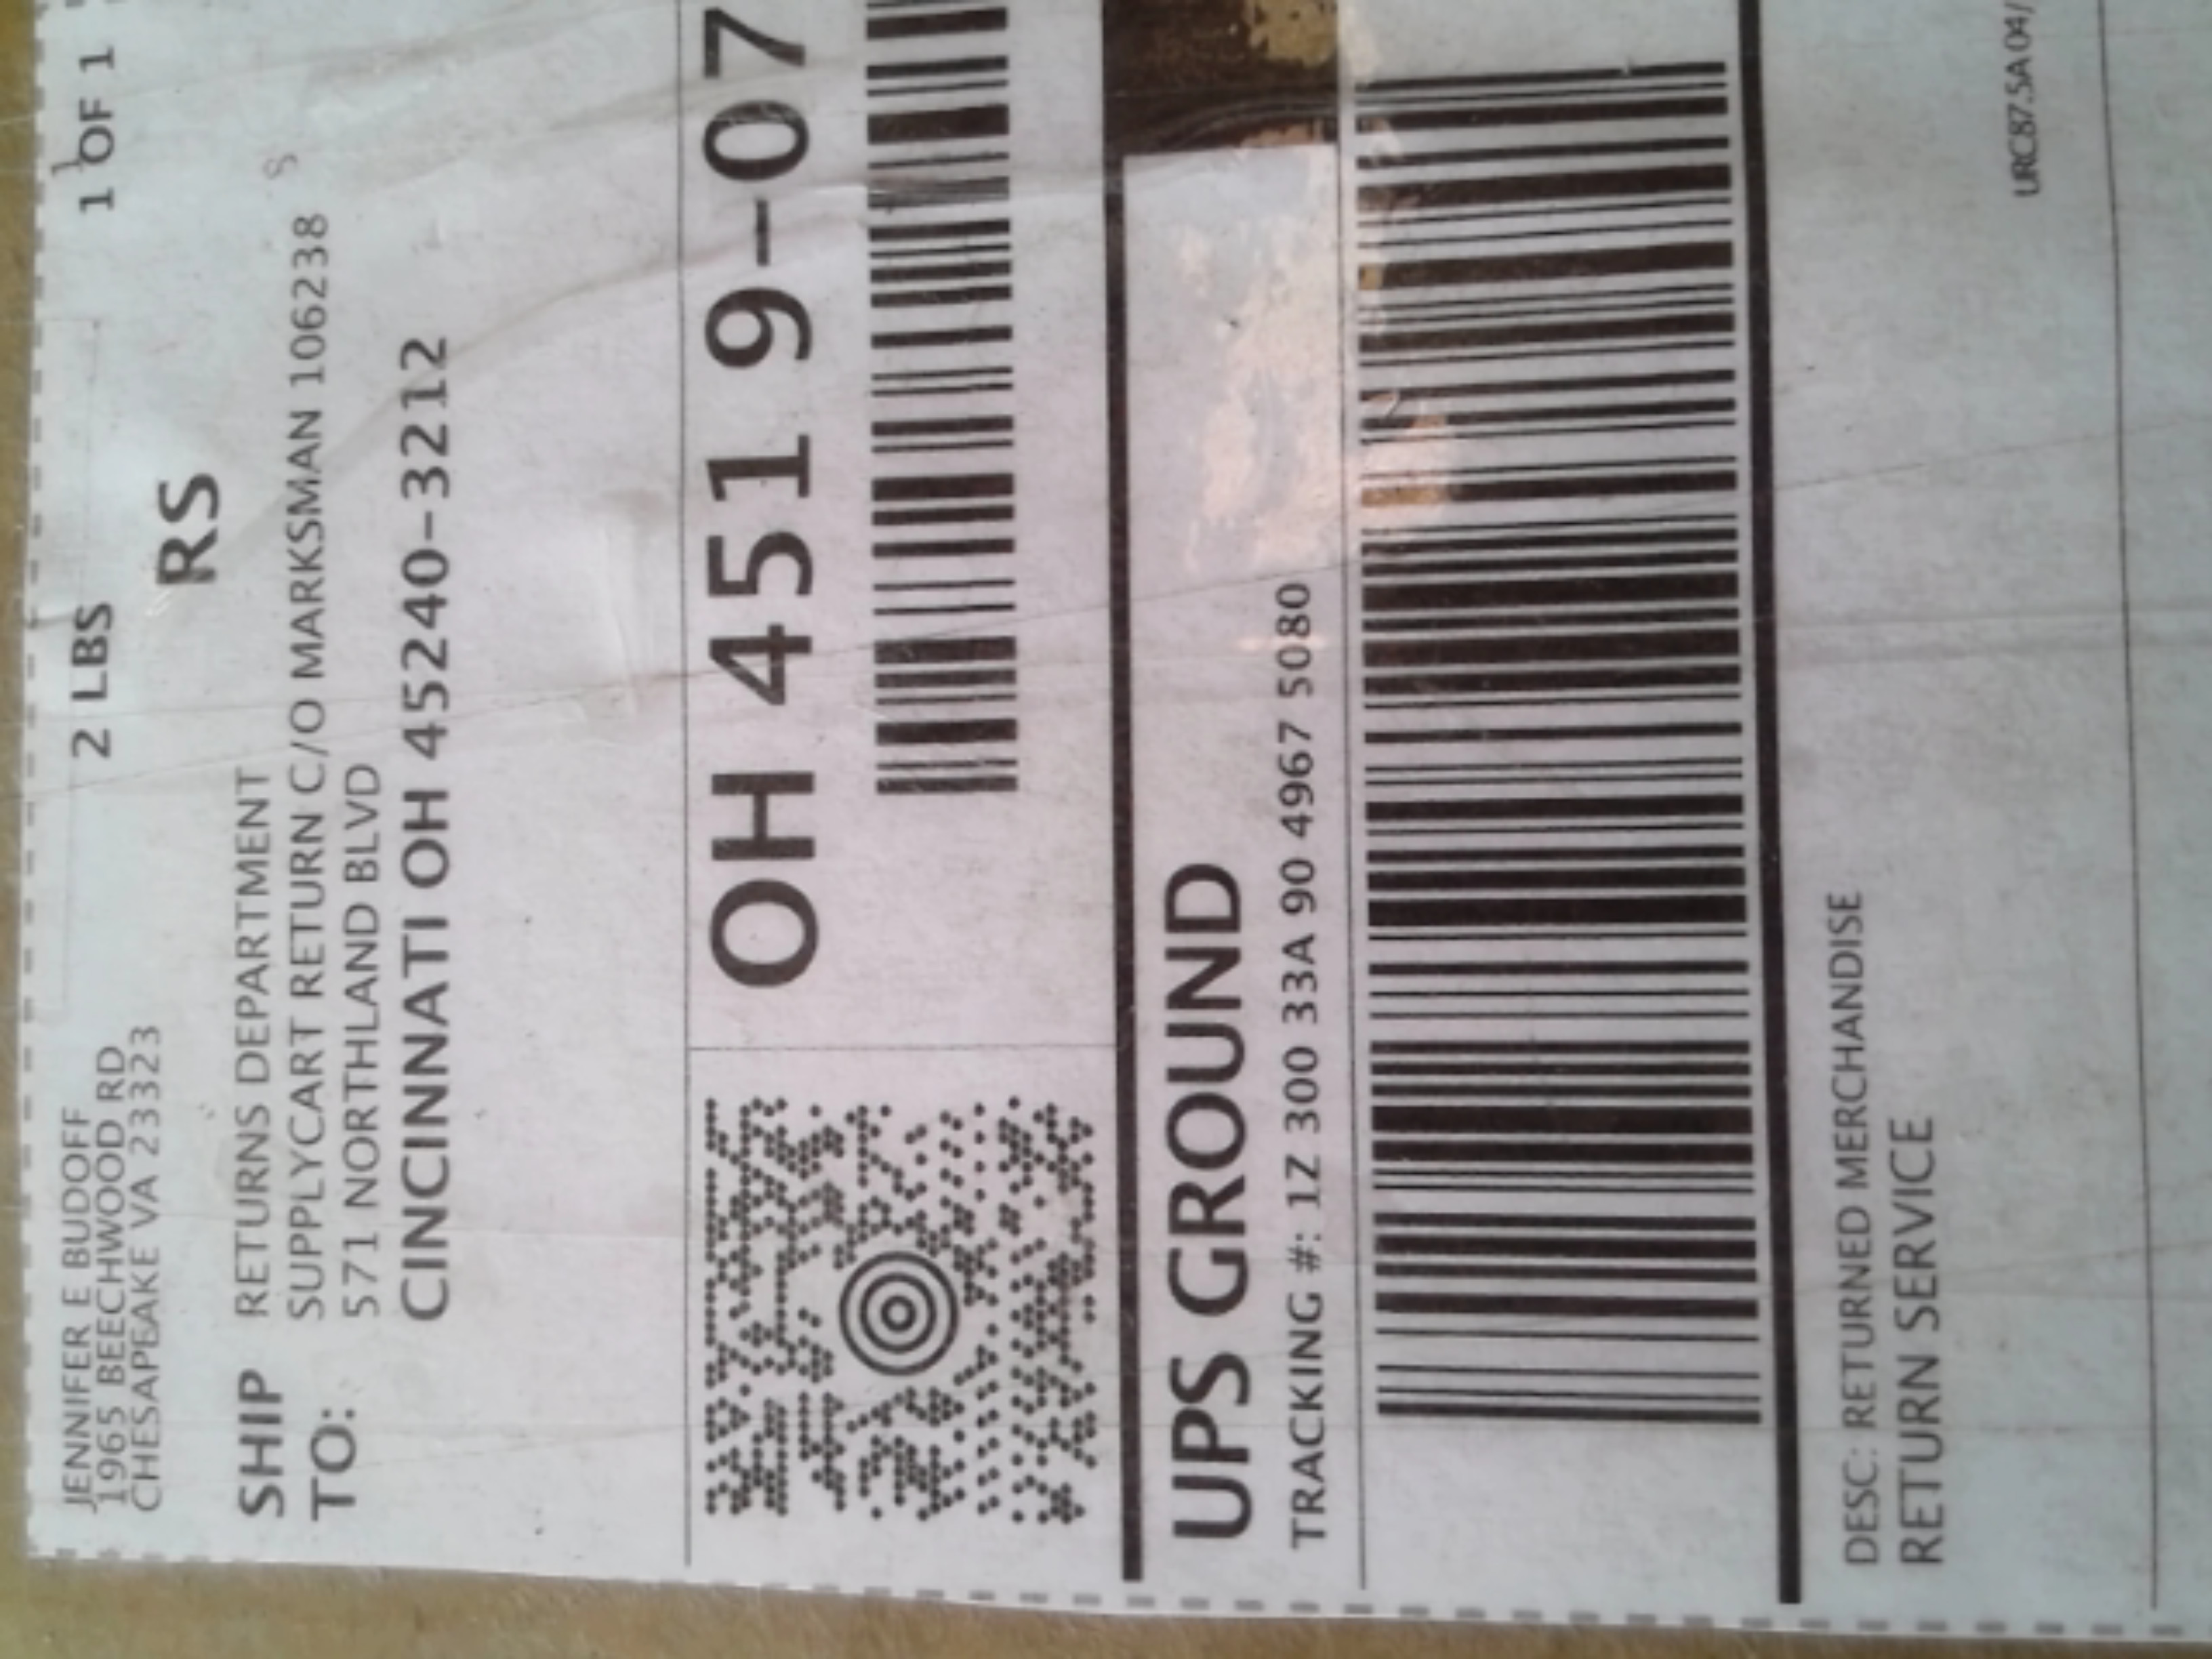 JENNIFER E BUDOFF
1965 BEECHWOOD RD
CHESAPEAKE VA 23323
2 LBS
1 OF 1
RS
SHIP TO:
RETURNS DEPARTMENT
SUPPLYCART RETURN C/O MARKSMAN 106238
571 NORTHLAND BLVD
CINCINNATI OH 45240-3212
OH 451 9-07
UPS GROUND
TRACKING #: 1Z 300 33A 90 4967 5080
DESC: RETURNED MERCHANDISE
RETURN SERVICE
URC87.5A 04/